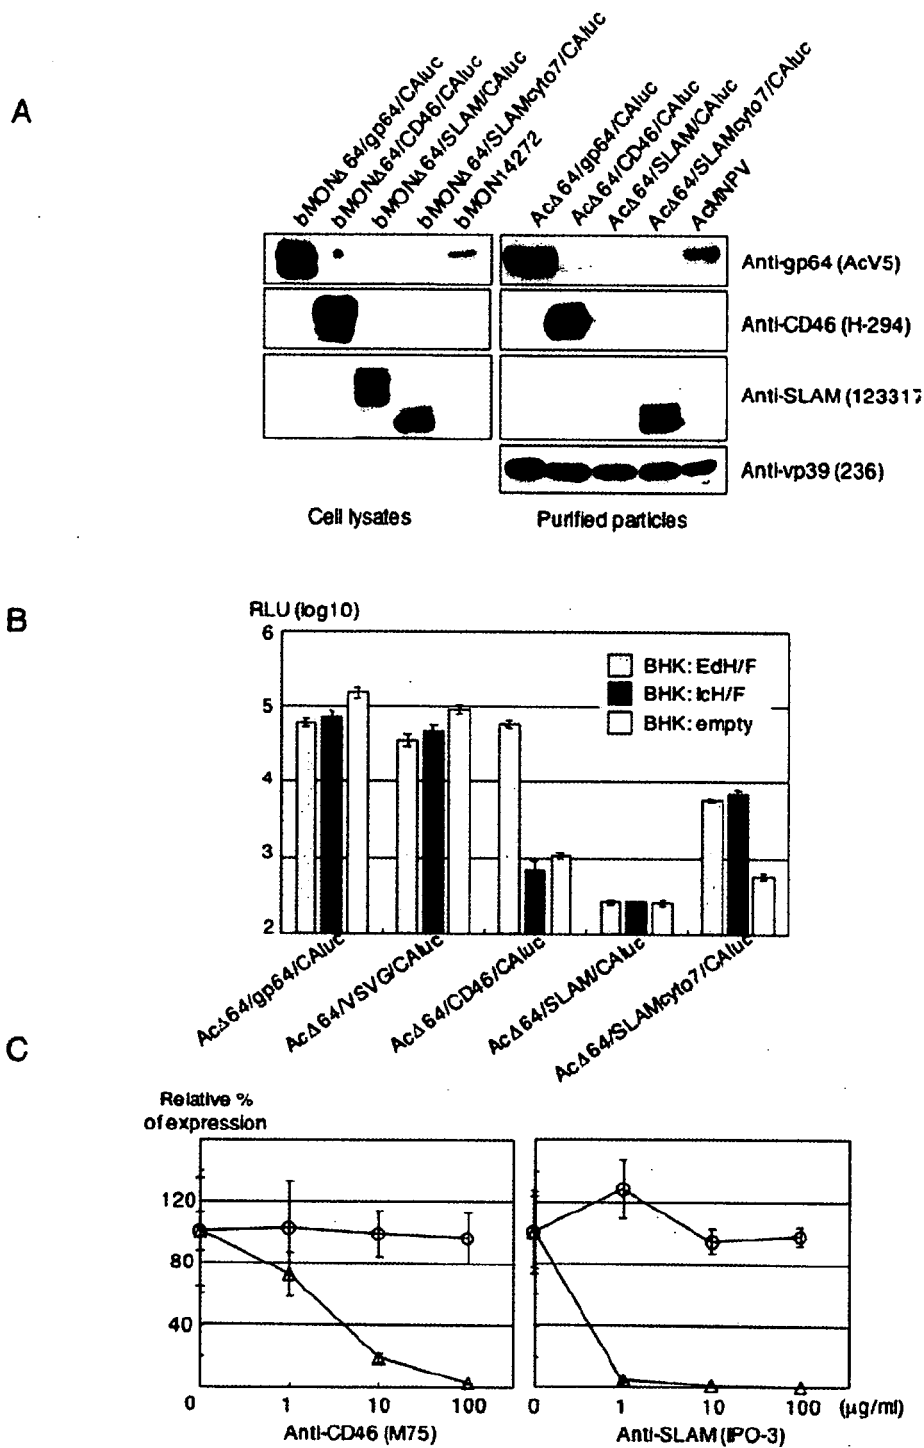 A
bMONΔ64/gp64/CAluc
bMONΔ64/CD46/CAluc
bMONΔ64/SLAM/CAluc
bMONΔ64/SLAMcyto7/CAluc
bMON14272
AcΔ64/gp64/CAluc
AcΔ64/CD46/CAluc
AcΔ64/SLAM/CAluc
AcΔ64/SLAMcyto7/CAluc
AcMNPV
Anti-gp64 (AcV5)
Anti-CD46 (H-294)
Anti-SLAM (123317
Anti-vp39 (236)
Cell lysates
Purified particles
B
RLU (log10)
6
5
4
3
2
BHK: EdH/F
BHK: IcH/F
BHK: empty
AcΔ64/gp64/CAluc
AcΔ64/VSVG/CAluc
AcΔ64/CD46/CAluc
AcΔ64/SLAM/CAluc
AcΔ64/SLAMcyto7/CAluc
C
Relative %
of expression
120
80
40
0 1 10 100
0 1 10 100 (μg/ml)
Anti-CD46 (M75)
Anti-SLAM (IPO-3)